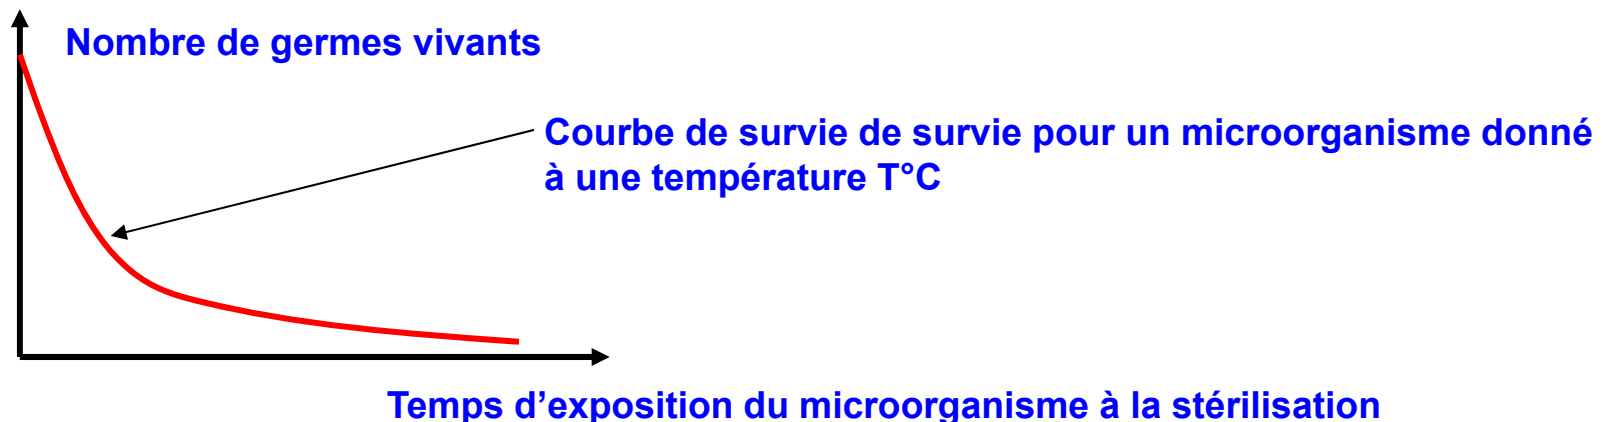 Nombre de germes vivants
Courbe de survie de survie pour un microorganisme donné
à une température T°C
Temps d’exposition du microorganisme à la stérilisation